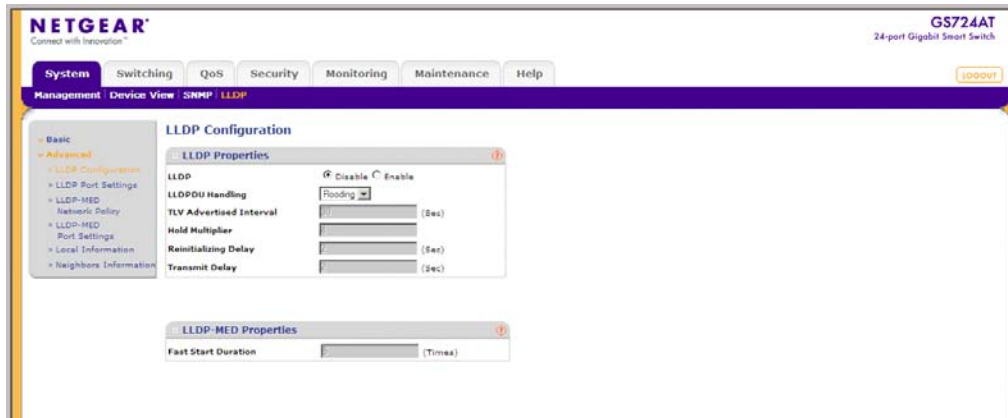 NETGEAR
Connect with Innovation™
GS724AT
24-port Gigabit Smart Switch
System Switching QoS Security Monitoring Maintenance Help
LOGOUT
Management Device View SNMP LLDP
Basic
Advanced
LLDP Configuration
LLDP Port Settings
LLDP-MED
Network Policy
LLDP-MED
Port Settings
Local Information
Neighbors Information
LLDP Configuration
LLDP Properties
LLDP Disable Enable
LLDPDU Handling Flooding
TLV Advertised Interval (Sec)
Hold Multiplier
Reinitializing Delay (Sec)
Transmit Delay (Sec)
LLDP-MED Properties
Fast Start Duration (Times)